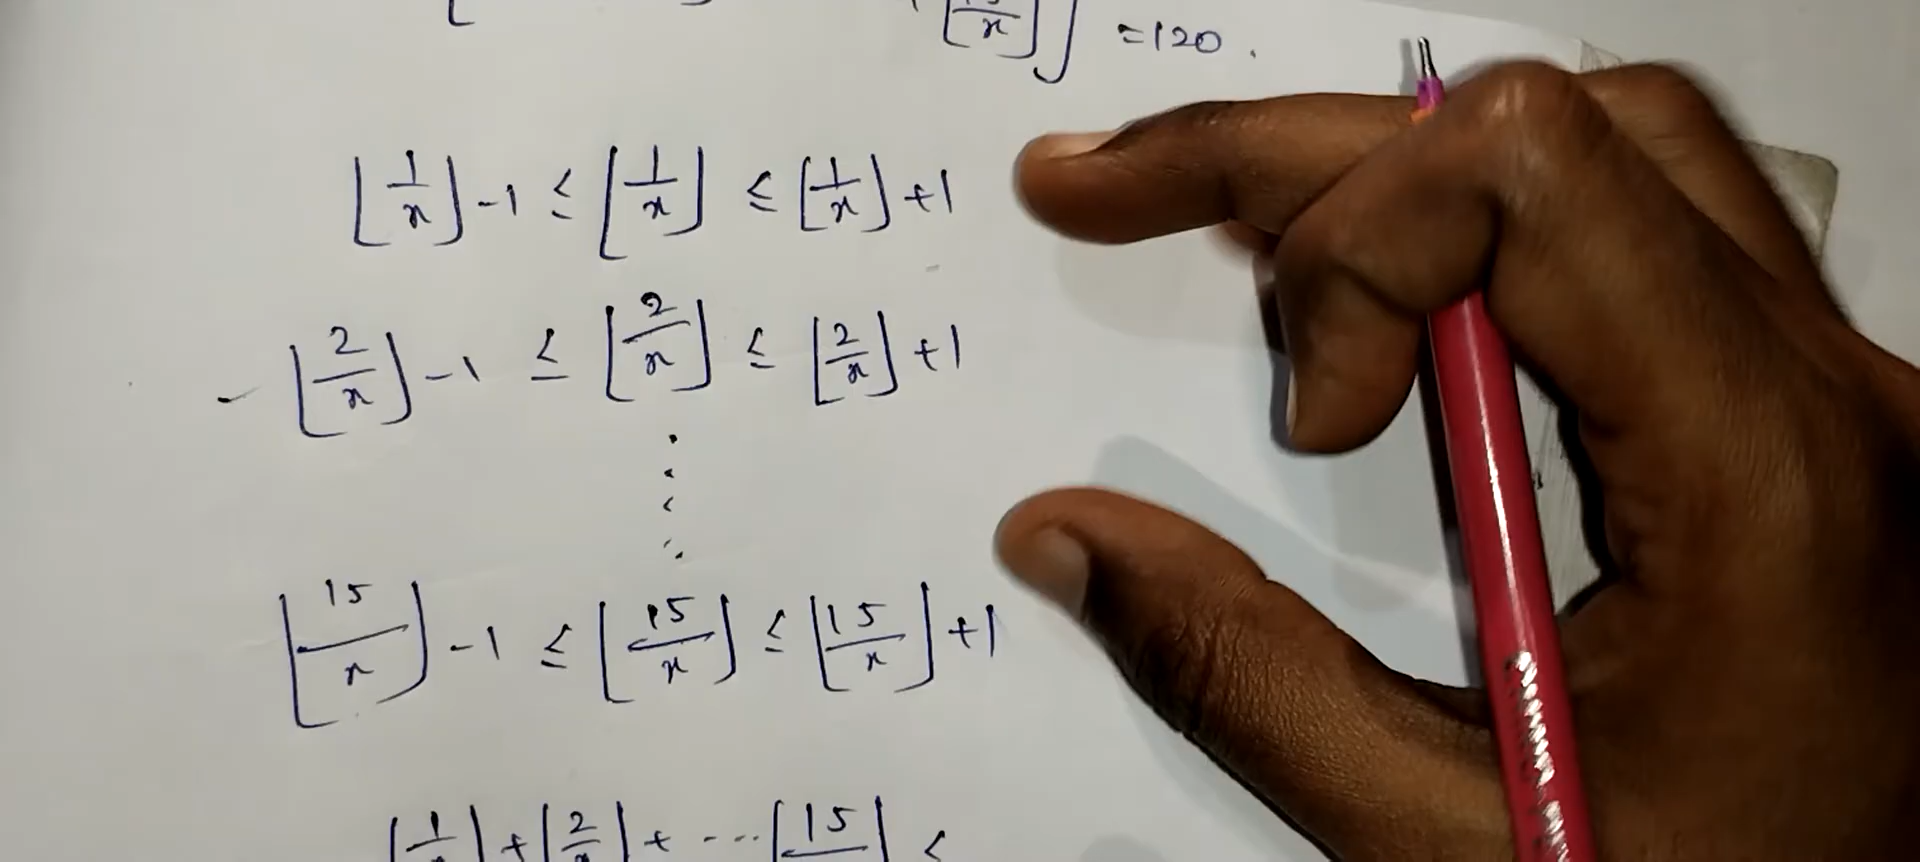 ⌊n/x⌋] = 120.
⌊1/x⌋ - 1 ≤ ⌊1/x⌋ ≤ ⌊1/x⌋ + 1
- ⌊2/x⌋ - 1 ≤ ⌊2/x⌋ ≤ ⌊2/x⌋ + 1
⌊15/x⌋ - 1 ≤ ⌊15/x⌋ ≤ ⌊15/x⌋ + 1
⌊1/x⌋ + ⌊2/x⌋ + ... ⌊15 ≤